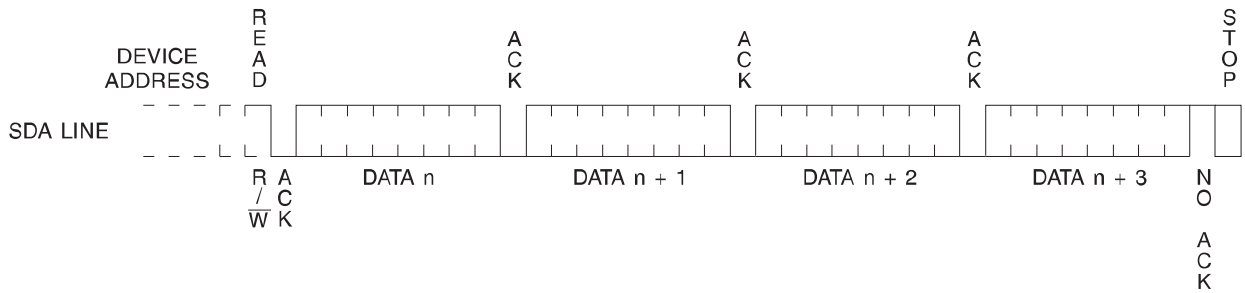 DEVICE
ADDRESS
READ
ACK
ACK
ACK
STOP
SDA LINE
R/W
ACK
DATA n
DATA n + 1
DATA n + 2
DATA n + 3
NO ACK